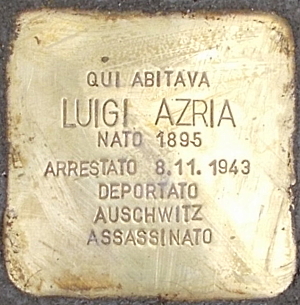 QUI ABITAVA
LUIGI AZRIA
NATO 1895
ARRESTATO 8.11.1943
DEPORTATO
AUSCHWITZ
ASSASSINATO